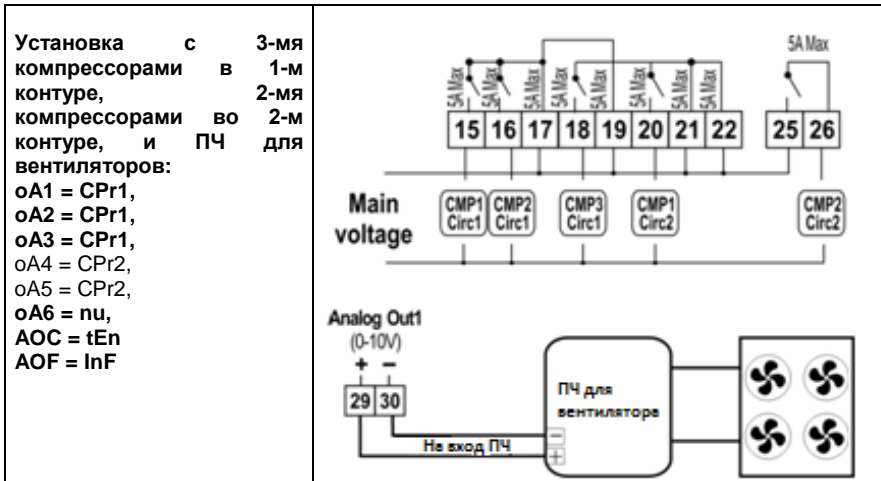 Установка с 3-мя
компрессорами в 1-м
контуре, 2-мя
компрессорами во 2-м
контуре, и ПЧ для
вентиляторов:
oA1 = CPr1,
oA2 = CPr1,
oA3 = CPr1,
oA4 = CPr2,
oA5 = CPr2,
oA6 = nu,
AOC = tEn
AOF = InF
5A Max
5A Max 5A Max 5A Max 5A Max 5A Max 5A Max 5A Max
15 16 17 18 19 20 21 22 25 26
Main
voltage
CMP1
Circ1
CMP2
Circ1
CMP3
Circ1
CMP1
Circ2
CMP2
Circ2
Analog Out1
(0-10V)
+ −
29 30
На вход ПЧ
−
+
ПЧ для
вентилятора